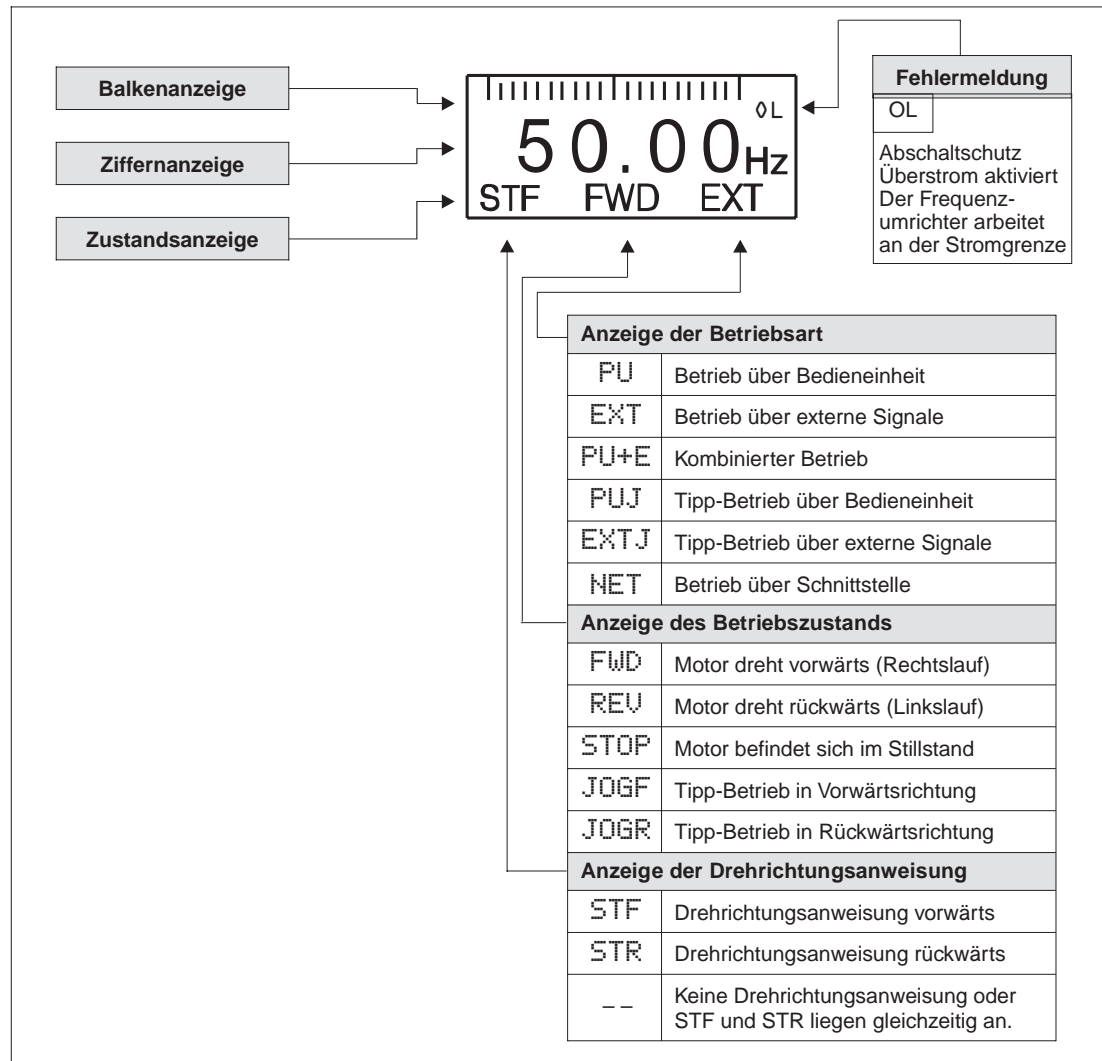 Balkenanzeige
Ziffernanzeige
Zustandsanzeige
◊L
50.00Hz
STF FWD EXT
Fehlermeldung
OL
Abschaltschutz
Überstrom aktiviert
Der Frequenz-
umrichter arbeitet
an der Stromgrenze
Anzeige der Betriebsart
PU Betrieb über Bedieneinheit
EXT Betrieb über externe Signale
PU+E Kombinierter Betrieb
PUJ Tipp-Betrieb über Bedieneinheit
EXTJ Tipp-Betrieb über externe Signale
NET Betrieb über Schnittstelle
Anzeige des Betriebszustands
FWD Motor dreht vorwärts (Rechtslauf)
REV Motor dreht rückwärts (Linkslauf)
STOP Motor befindet sich im Stillstand
JOGF Tipp-Betrieb in Vorwärtsrichtung
JOGR Tipp-Betrieb in Rückwärtsrichtung
Anzeige der Drehrichtungsanweisung
STF Drehrichtungsanweisung vorwärts
STR Drehrichtungsanweisung rückwärts
-- Keine Drehrichtungsanweisung oder
STF und STR liegen gleichzeitig an.